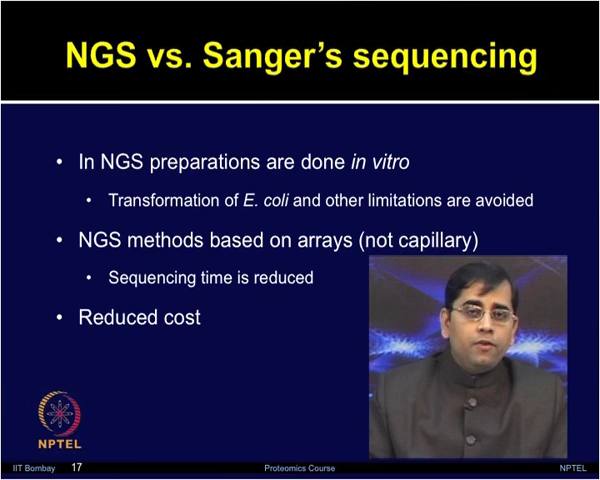 NGS vs. Sanger's sequencing
• In NGS preparations are done in vitro
• Transformation of E. coli and other limitations are avoided
• NGS methods based on arrays (not capillary)
• Sequencing time is reduced
• Reduced cost
NPTEL
IIT Bombay 17 Proteomics Course NPTEL